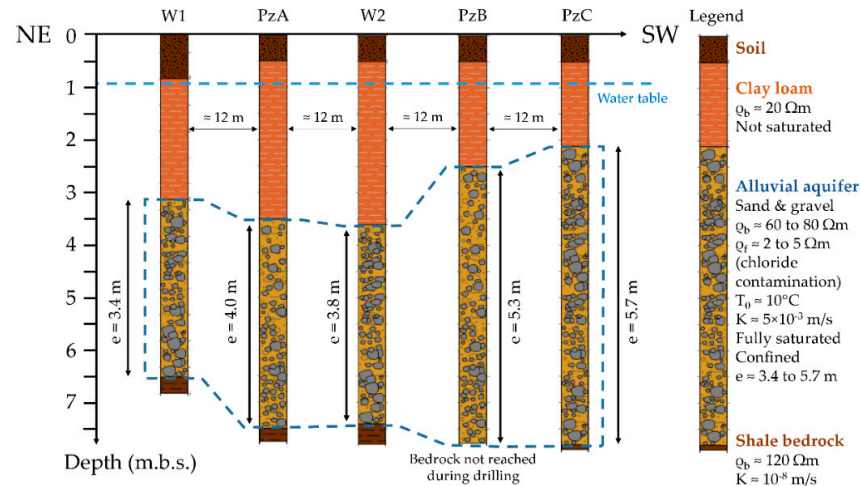 W1
PzA
W2
PzB
PzC
Legend
NE
0
SW
1
2
3
4
5
6
7
Depth (m.b.s.)
Water table
≈ 12 m
≈ 12 m
≈ 12 m
≈ 12 m
e = 3.4 m
e = 4.0 m
e = 3.8 m
e = 5.3 m
e = 5.7 m
Bedrock not reached
during drilling
Soil
Clay loam
ϱb ≈ 20 Ωm
Not saturated
Alluvial aquifer
Sand & gravel
ϱb ≈ 60 to 80 Ωm
ϱf ≈ 2 to 5 Ωm
(chloride
contamination)
T0 ≈ 10°C
K ≈ 5×10⁻³ m/s
Fully saturated
Confined
e ≈ 3.4 to 5.7 m
Shale bedrock
ϱb ≈ 120 Ωm
K ≈ 10⁻⁸ m/s